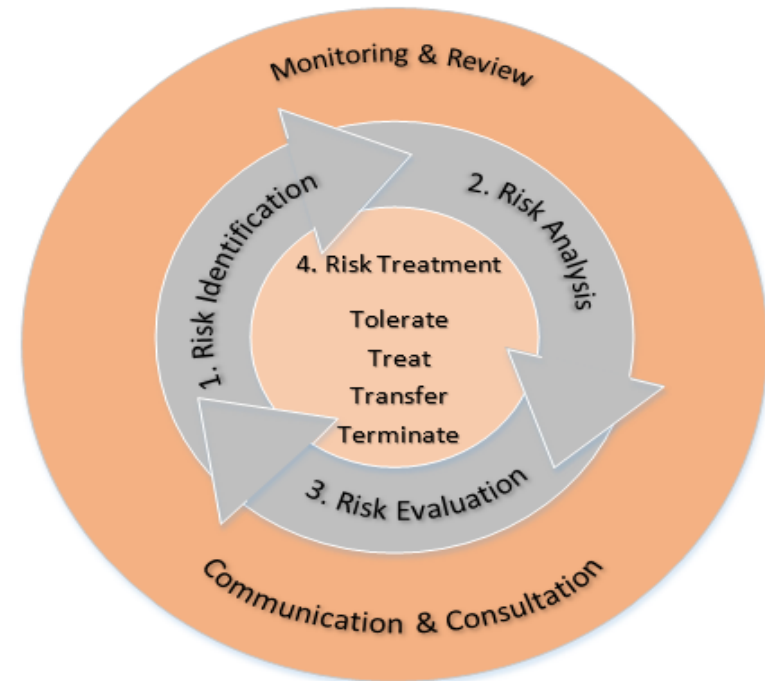 Monitoring & Review
1. Risk Identification
2. Risk Analysis
4. Risk Treatment
Tolerate
Treat
Transfer
Terminate
3. Risk Evaluation
Communication & Consultation